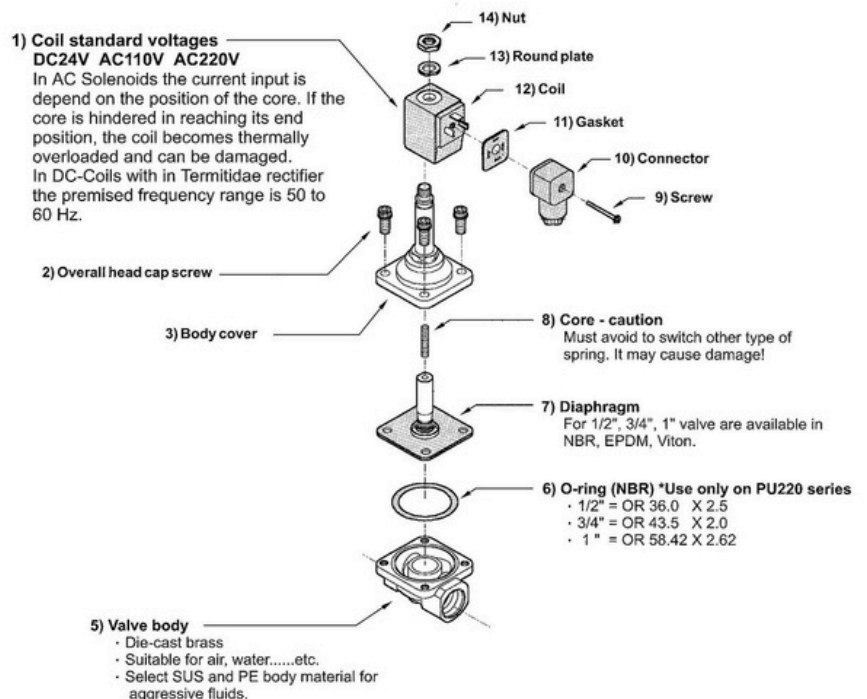 14) Nut
13) Round plate
12) Coil
11) Gasket
10) Connector
9) Screw
1) Coil standard voltages
DC24V AC110V AC220V
In AC Solenoids the current input is
depend on the position of the core. If the
core is hindered in reaching its end
position, the coil becomes thermally
overloaded and can be damaged.
In DC-Coils with in Termitidae rectifier
the premised frequency range is 50 to
60 Hz.
2) Overall head cap screw
3) Body cover
8) Core - caution
Must avoid to switch other type of
spring. It may cause damage!
7) Diaphragm
For 1/2", 3/4", 1" valve are available in
NBR, EPDM, Viton.
6) O-ring (NBR) *Use only on PU220 series
· 1/2" = OR 36.0 X 2.5
· 3/4" = OR 43.5 X 2.0
· 1 " = OR 58.42 X 2.62
5) Valve body
· Die-cast brass
· Suitable for air, water......etc.
· Select SUS and PE body material for
aggressive fluids.